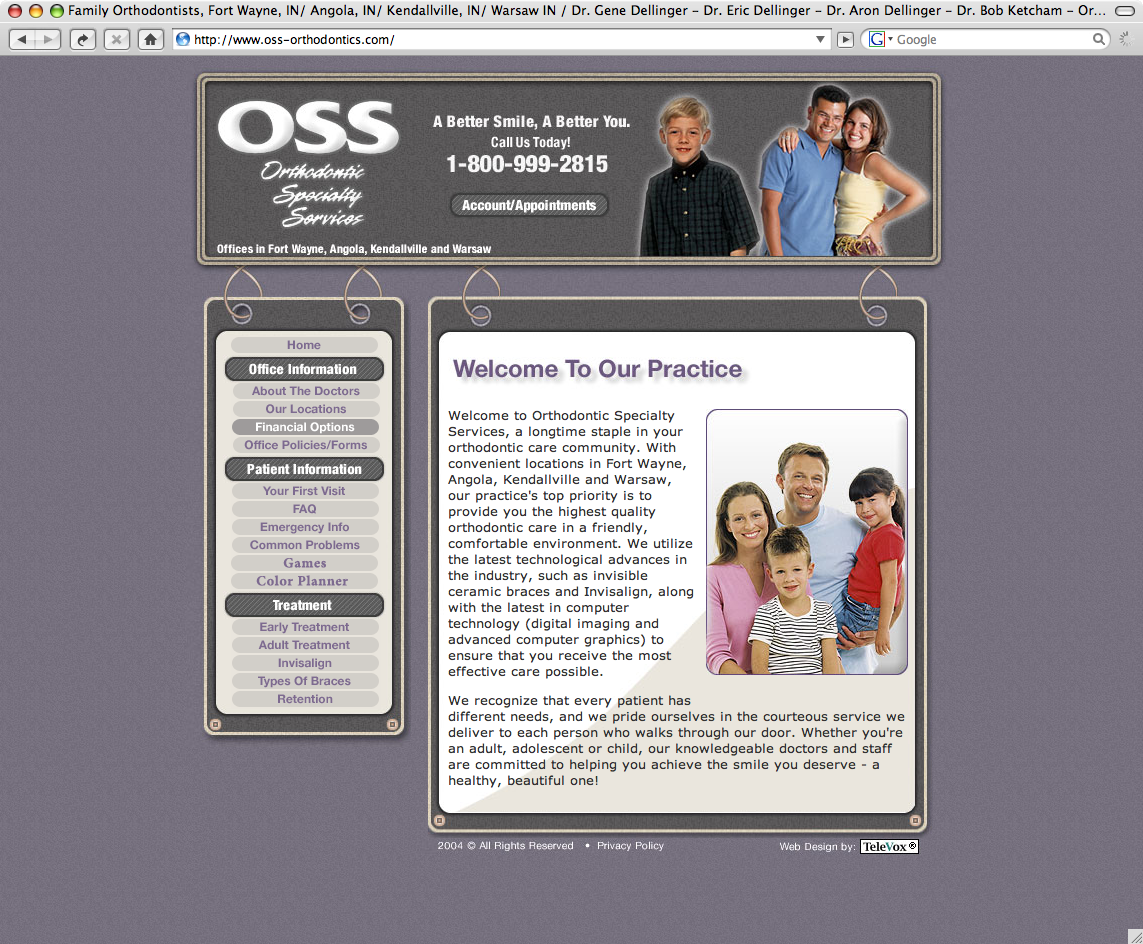 Family Orthodontists, Fort Wayne, IN/ Angola, IN/ Kendallville, IN/ Warsaw IN / Dr. Gene Dellinger – Dr. Eric Dellinger – Dr. Aron Dellinger – Dr. Bob Ketcham – Or...
http://www.oss-orthodontics.com/
G
Google
OSS
Orthodontic
Specialty
Services
Offices in Fort Wayne, Angola, Kendallville and Warsaw
A Better Smile, A Better You.
Call Us Today!
1-800-999-2815
Account/Appointments
Home
Office Information
About The Doctors
Our Locations
Financial Options
Office Policies/Forms
Patient Information
Your First Visit
FAQ
Emergency Info
Common Problems
Games
Color Planner
Treatment
Early Treatment
Adult Treatment
Invisalign
Types Of Braces
Retention
Welcome To Our Practice
Welcome to Orthodontic Specialty
Services, a longtime staple in your
orthodontic care community. With
convenient locations in Fort Wayne,
Angola, Kendallville and Warsaw,
our practice's top priority is to
provide you the highest quality
orthodontic care in a friendly,
comfortable environment. We utilize
the latest technological advances in
the industry, such as invisible
ceramic braces and Invisalign, along
with the latest in computer
technology (digital imaging and
advanced computer graphics) to
ensure that you receive the most
effective care possible.
We recognize that every patient has
different needs, and we pride ourselves in the courteous service we
deliver to each person who walks through our door. Whether you're
an adult, adolescent or child, our knowledgeable doctors and staff
are committed to helping you achieve the smile you deserve - a
healthy, beautiful one!
2004 © All Rights Reserved • Privacy Policy
Web Design by: TeleVox®